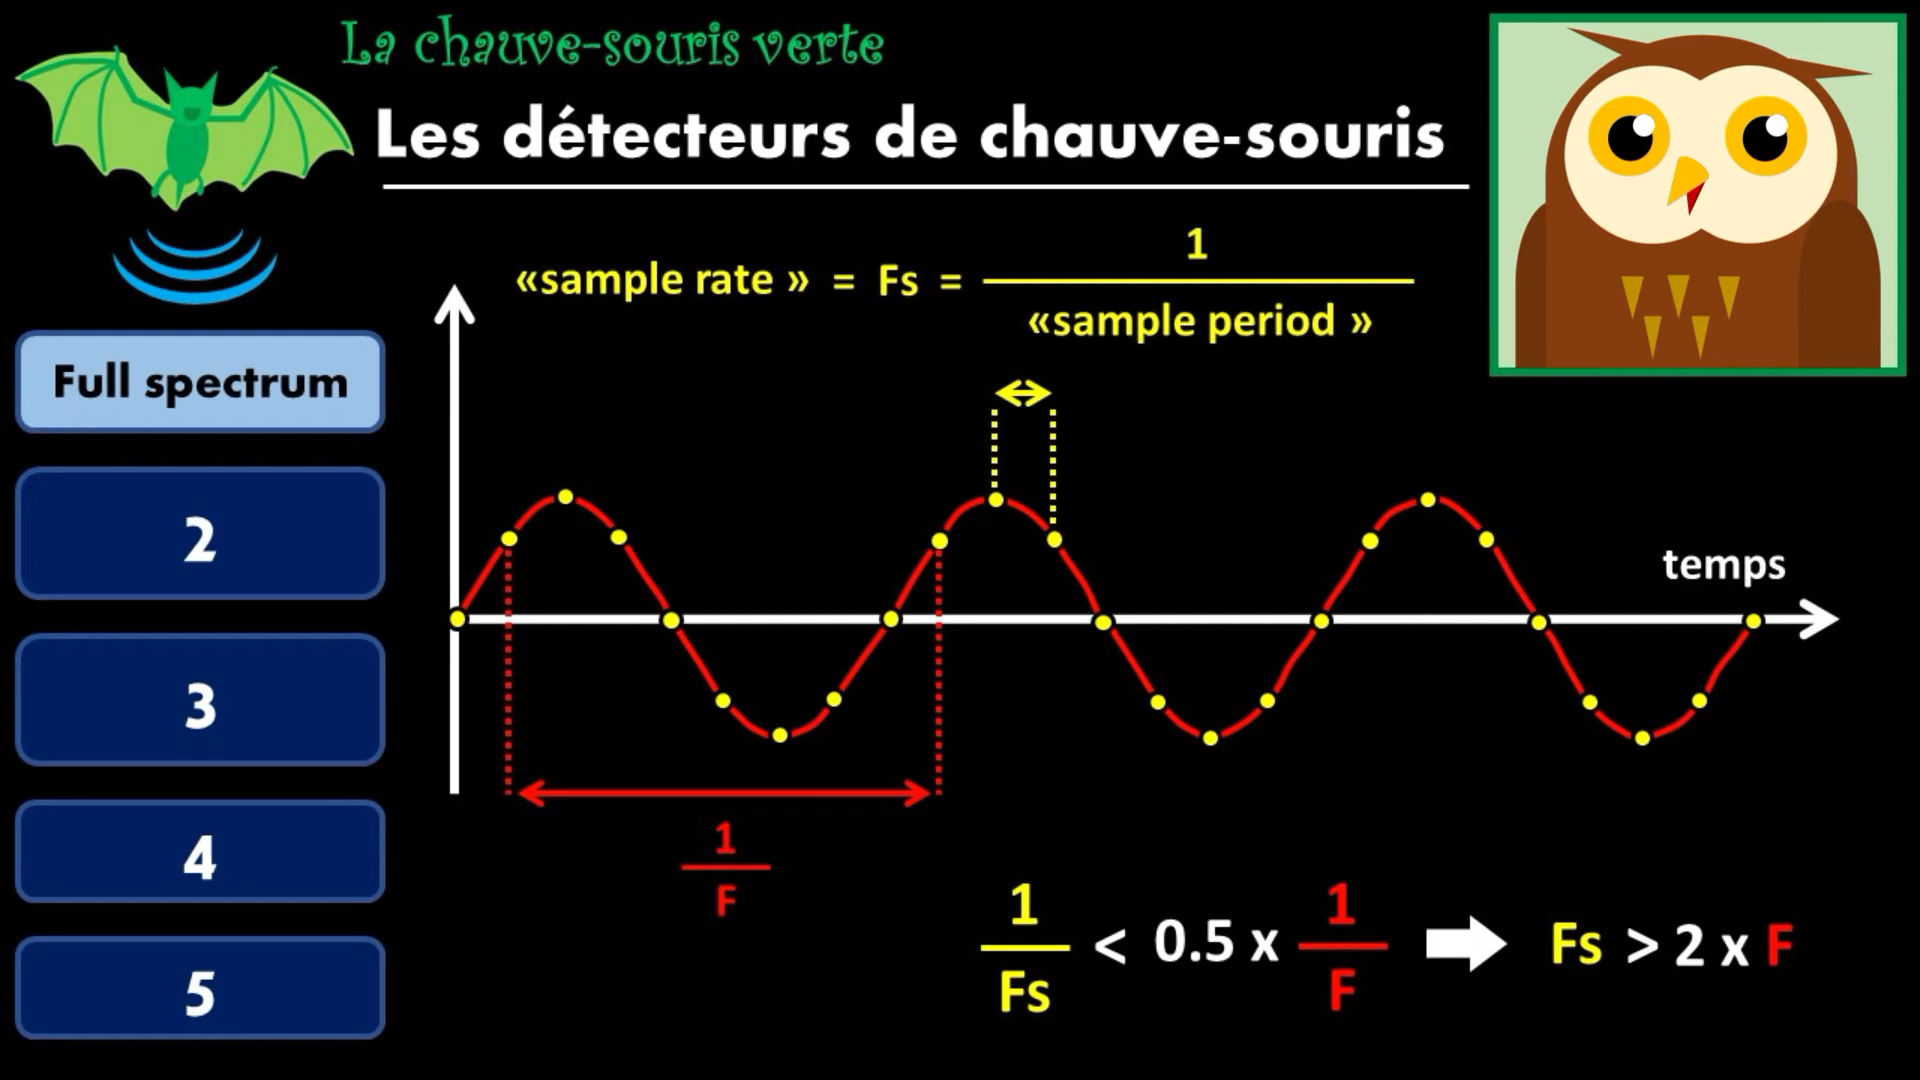 La chauve-souris verte
Les détecteurs de chauve-souris
«sample rate » = Fs =
1
«sample period »
Full spectrum
2
3
4
5
temps
1
F
1
Fs
< 0.5 x
1
F
Fs > 2 x F